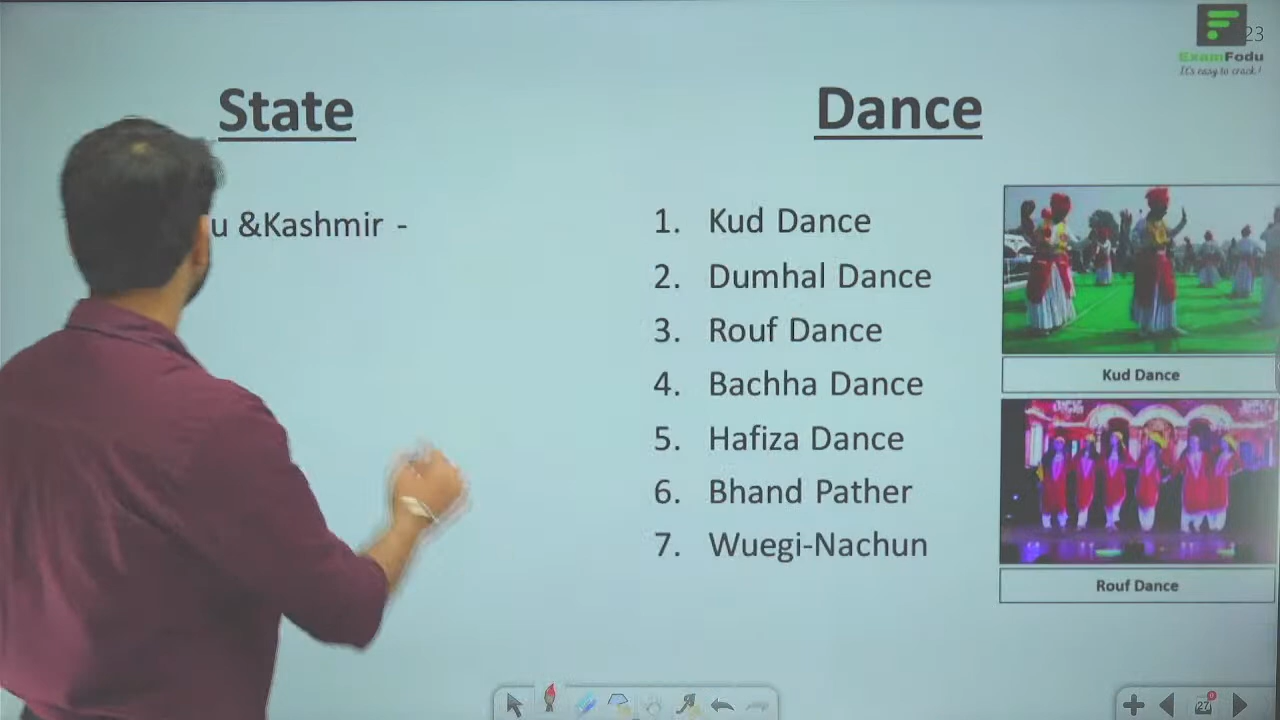 ExamFodu
It's easy to crack!
23
State
Dance
u &Kashmir -
1. Kud Dance
2. Dumhal Dance
3. Rouf Dance
4. Bachha Dance
5. Hafiza Dance
6. Bhand Pather
7. Wuegi-Nachun
Kud Dance
Rouf Dance
27